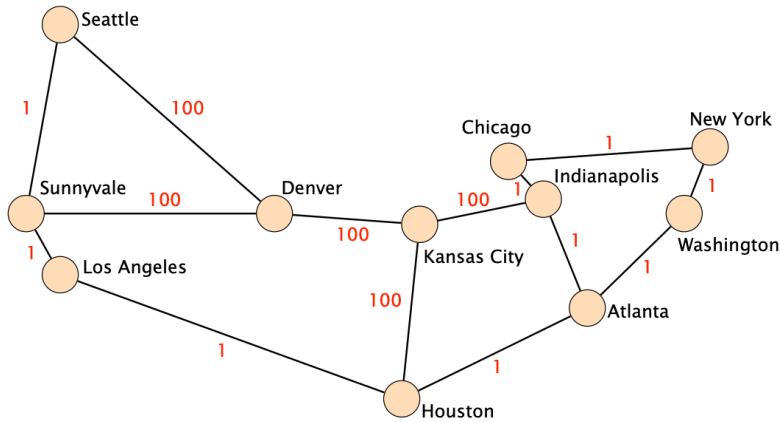 Seattle
1
100
New York
Chicago
1
Indianapolis
Sunnyvale
100
Denver
100
1
1
100
Washington
1
Los Angeles
Kansas City
1
1
100
Atlanta
1
1
Houston